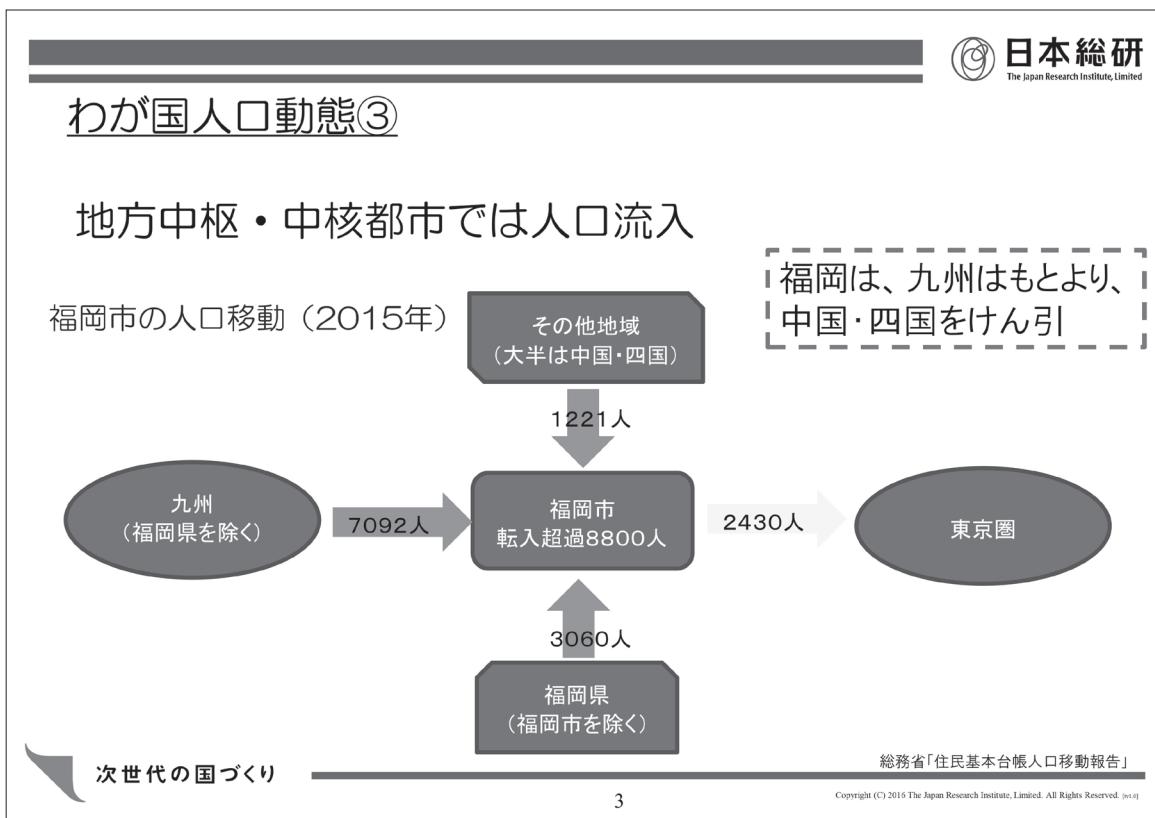 日本総研
The Japan Research Institute, Limited
わが国人口動態③
地方中枢・中核都市では人口流入
福岡は、九州はもとより、
中国・四国をけん引
福岡市の人口移動（2015年）
その他地域
（大半は中国・四国）
1221人
九州
（福岡県を除く）
7092人
福岡市
転入超過8800人
2430人
東京圏
3060人
福岡県
（福岡市を除く）
総務省「住民基本台帳人口移動報告」
次世代の国づくり
3
Copyright (C) 2016 The Japan Research Institute, Limited. All Rights Reserved.